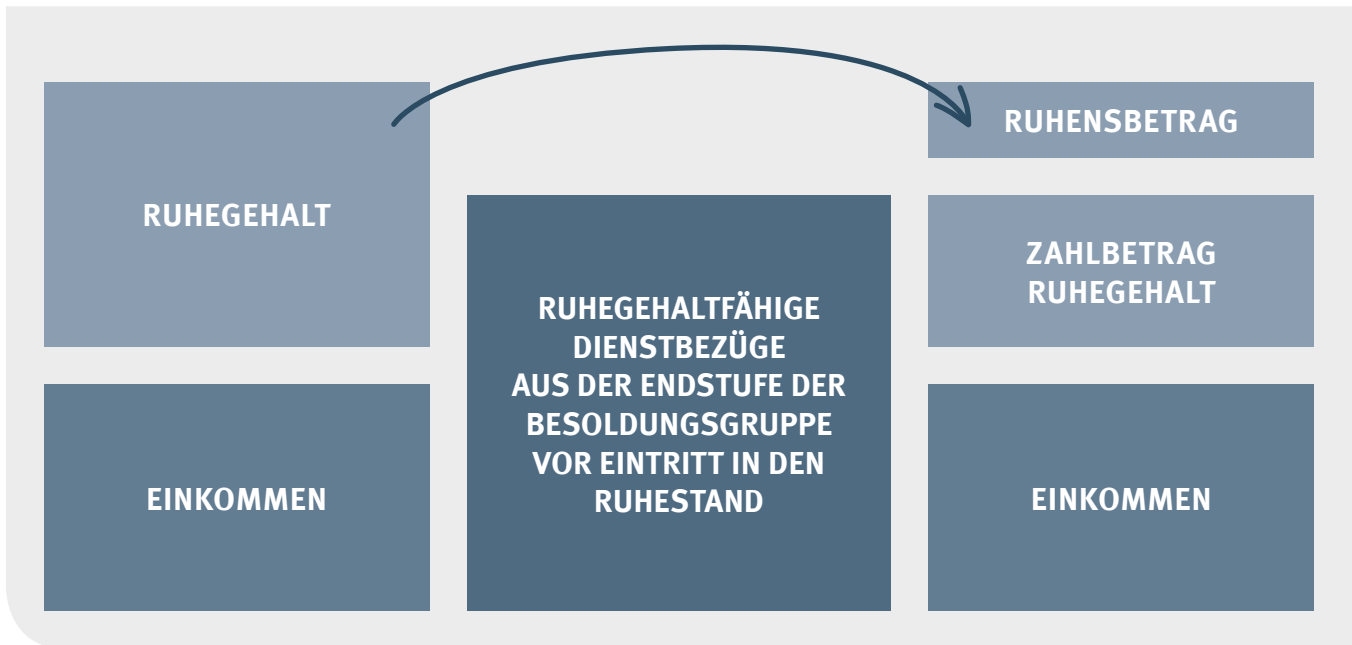 RUHEGEHALT
EINKOMMEN
RUHEGEHALTFÄHIGE
DIENSTBEZÜGE
AUS DER ENDSTUFE DER
BESOLDUNGSGRUPPE
VOR EINTRITT IN DEN
RUHESTAND
RUHENSBETRAG
ZAHLBETRAG
RUHEGEHALT
EINKOMMEN